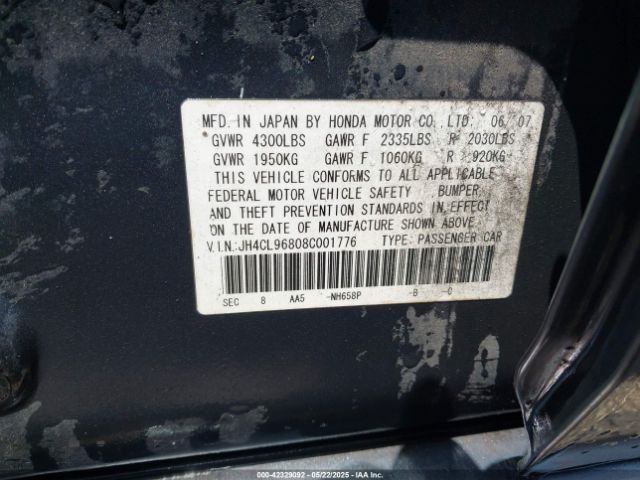 MFD. IN JAPAN BY HONDA MOTOR CO., LTD. 06/07
GVWR 4300LBS GAWR F 2335LBS R 2030LBS
GVWR 1950KG GAWR F 1060KG R 920KG
THIS VEHICLE CONFORMS TO ALL APPLICABLE
FEDERAL MOTOR VEHICLE SAFETY, BUMPER,
AND THEFT PREVENTION STANDARDS IN EFFECT
ON THE DATE OF MANUFACTURE SHOWN ABOVE.
V.I.N.:JH4CL96808C001776 TYPE: PASSENGER CAR
SEC 8 AA5 -NH658P -B -C
000-42329092 - 05/22/2025 - COPYRIGHT IAA, LLC.